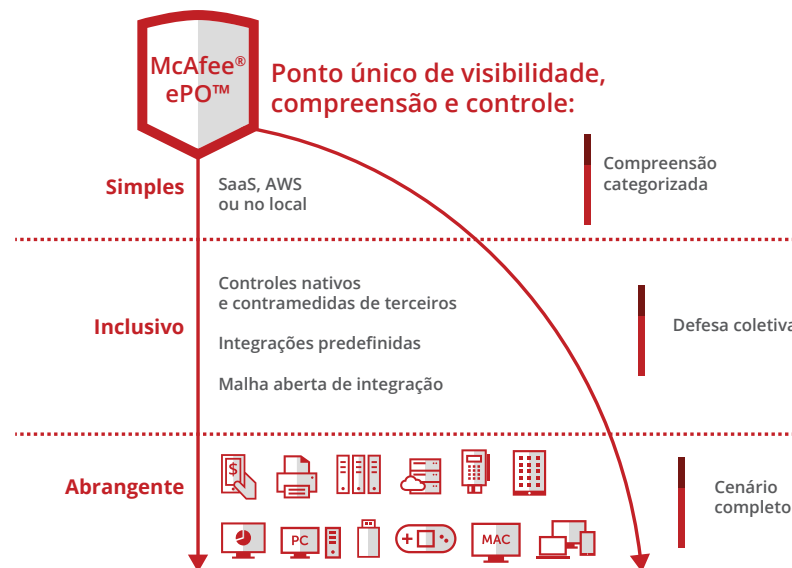 McAfee®
ePO™
Ponto único de visibilidade,
compreensão e controle:
Simples
SaaS, AWS
ou no local
Compreensão
categorizada
Inclusivo
Controles nativos
e contramedidas de terceiros
Integrações predefinidas
Malha aberta de integração
Defesa coletiva
Abrangente
$
PC
MAC
Cenário
completo